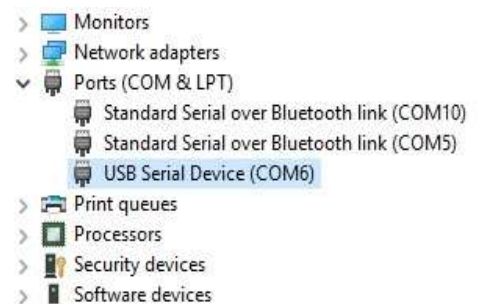 Monitors
Network adapters
Ports (COM & LPT)
Standard Serial over Bluetooth link (COM10)
Standard Serial over Bluetooth link (COM5)
USB Serial Device (COM6)
Print queues
Processors
Security devices
Software devices